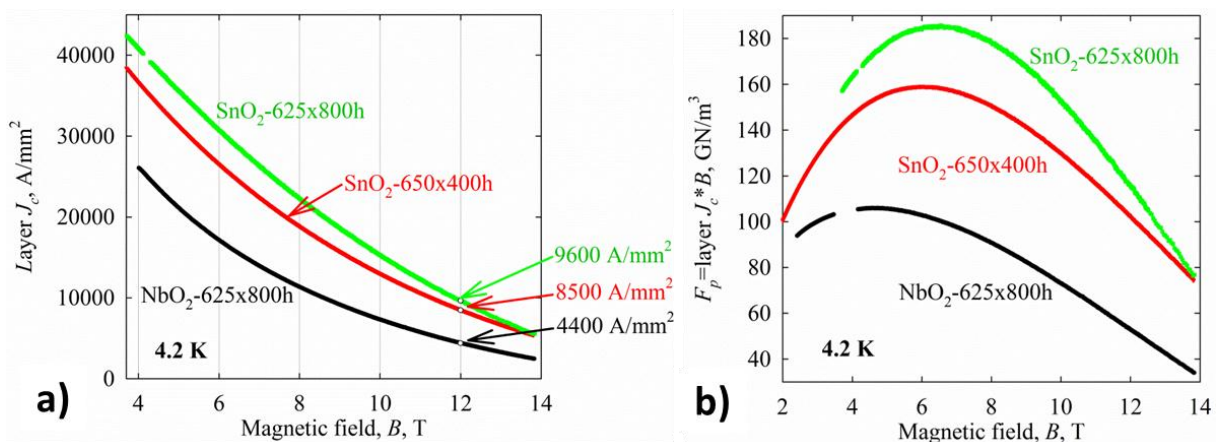 40000
30000
20000
10000
0
Layer Jc, A/mm²
SnO₂-625x800h
SnO₂-650x400h
NbO₂-625x800h
9600 A/mm²
8500 A/mm²
4400 A/mm²
4.2 K
4 6 8 10 12 14
Magnetic field, B, T
a)
180
160
140
120
100
80
60
40
Fp=layer Jc*B, GN/m³
SnO₂-625x800h
SnO₂-650x400h
NbO₂-625x800h
4.2 K
2 4 6 8 10 12 14
Magnetic field, B, T
b)